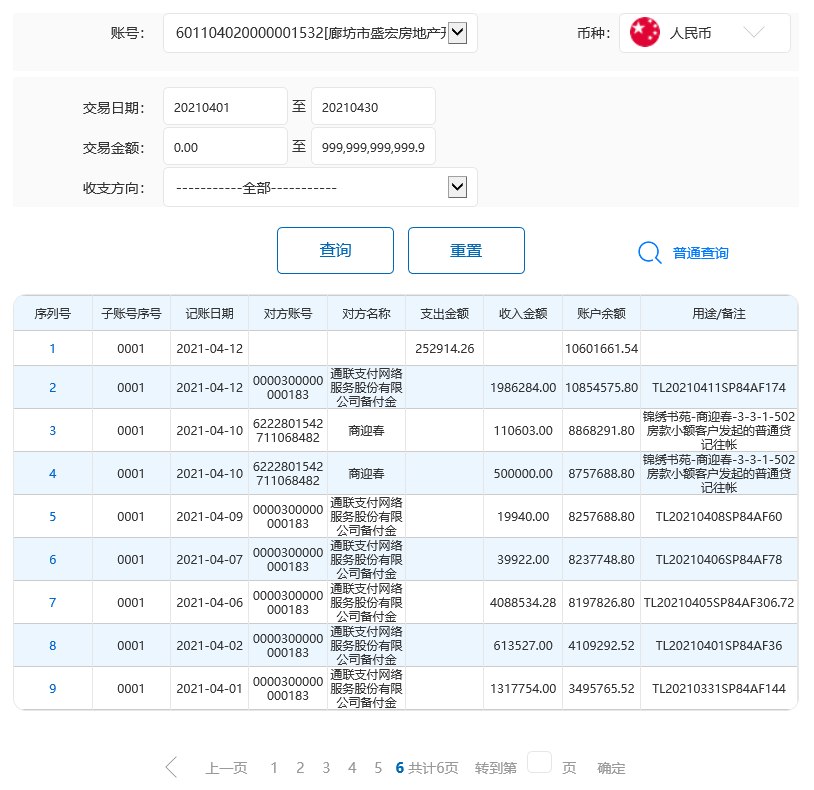 账号: 601104020000001532[廊坊市盛宏房地产开 币种: 人民币
交易日期: 20210401 至 20210430
交易金额: 0.00 至 999,999,999,999.9
收支方向: -----------全部-----------
查询 重置 普通查询
序列号 子账号序号 记账日期 对方账号 对方名称 支出金额 收入金额 账户余额 用途/备注
1 0001 2021-04-12 252914.26 10601661.54
2 0001 2021-04-12 0000300000000183 通联支付网络服务股份有限公司备付金 1986284.00 10854575.80 TL20210411SP84AF174
3 0001 2021-04-10 6222801542711068482 商迎春 110603.00 8868291.80 锦绣书苑-商迎春-3-3-1-502房款小额客户发起的普通贷记往帐
4 0001 2021-04-10 6222801542711068482 商迎春 500000.00 8757688.80 锦绣书苑-商迎春-3-3-1-502房款小额客户发起的普通贷记往帐
5 0001 2021-04-09 0000300000000183 通联支付网络服务股份有限公司备付金 19940.00 8257688.80 TL20210408SP84AF60
6 0001 2021-04-07 0000300000000183 通联支付网络服务股份有限公司备付金 39922.00 8237748.80 TL20210406SP84AF78
7 0001 2021-04-06 0000300000000183 通联支付网络服务股份有限公司备付金 4088534.28 8197826.80 TL20210405SP84AF306.72
8 0001 2021-04-02 0000300000000183 通联支付网络服务股份有限公司备付金 613527.00 4109292.52 TL20210401SP84AF36
9 0001 2021-04-01 0000300000000183 通联支付网络服务股份有限公司备付金 1317754.00 3495765.52 TL20210331SP84AF144
上一页 1 2 3 4 5 6 共计6页 转到第 页 确定